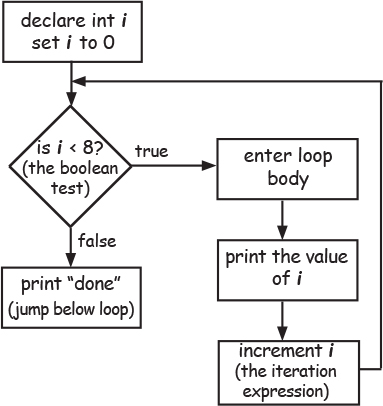 declare int i
set i to 0
is i < 8?
(the boolean
test)
true
enter loop
body
false
print the value
of i
print “done”
(jump below loop)
increment i
(the iteration
expression)